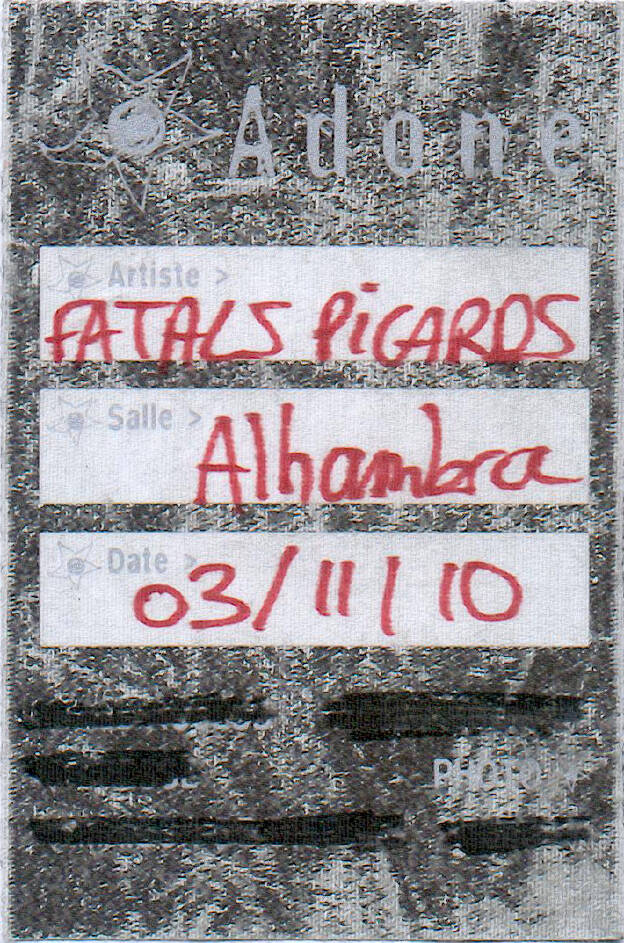 Adone
Artiste >
FATALS PiCARDS
Salle >
Alhambra
Date >
03/11/10
PHOTO